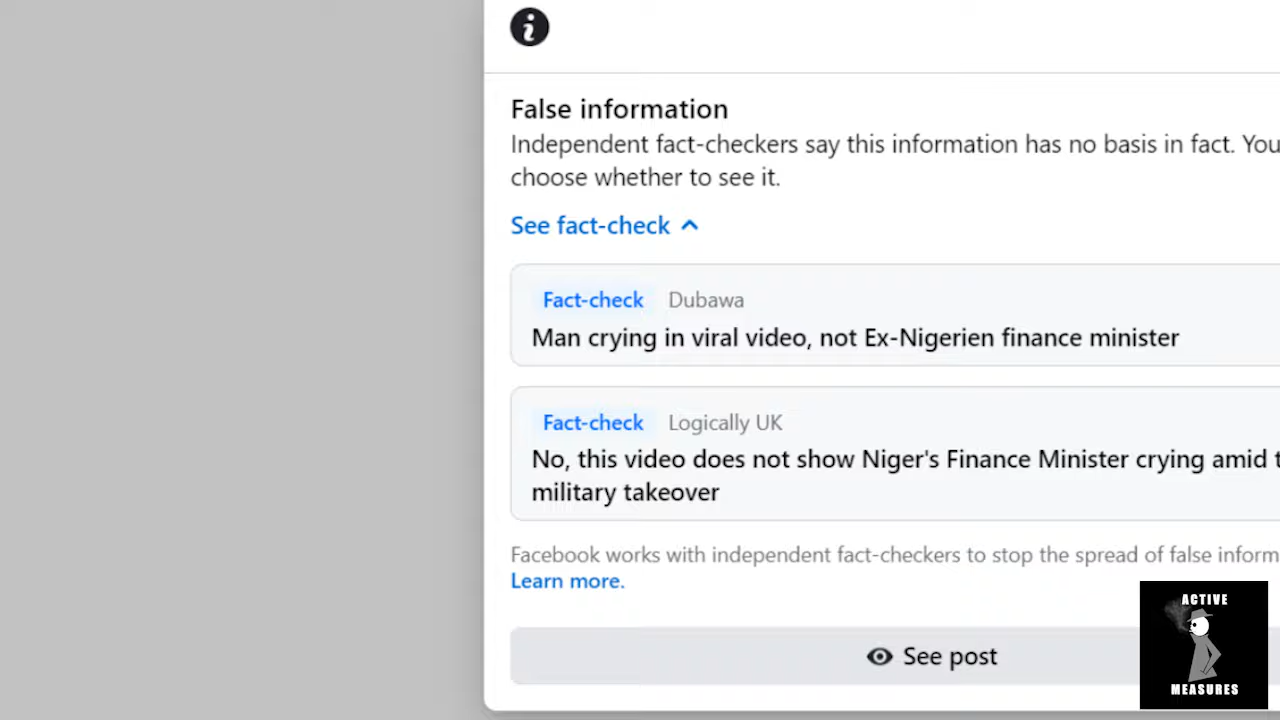 False information
Independent fact-checkers say this information has no basis in fact. You
choose whether to see it.
See fact-check
Fact-check Dubawa
Man crying in viral video, not Ex-Nigerien finance minister
Fact-check Logically UK
No, this video does not show Niger's Finance Minister crying amid
military takeover
Facebook works with independent fact-checkers to stop the spread of false
Learn more.
See post
ACTIVE
MEASURES